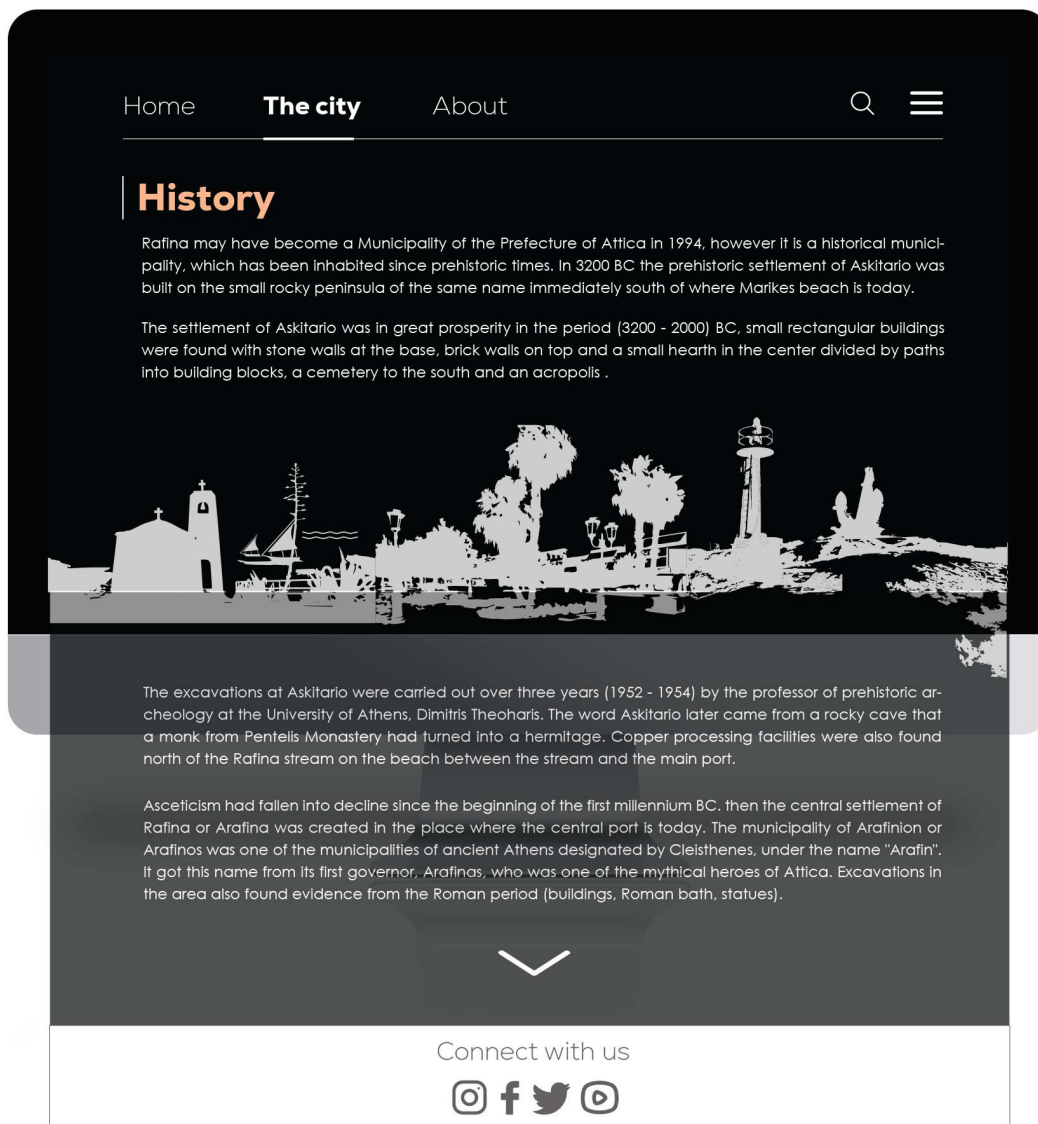 Home The city About
History
Rafina may have become a Municipality of the Prefecture of Attica in 1994, however it is a historical munici-
pality, which has been inhabited since prehistoric times. In 3200 BC the prehistoric settlement of Askitario was
built on the small rocky peninsula of the same name immediately south of where Marikes beach is today.
The settlement of Askitario was in great prosperity in the period (3200 - 2000) BC, small rectangular buildings
were found with stone walls at the base, brick walls on top and a small hearth in the center divided by paths
into building blocks, a cemetery to the south and an acropolis .
The excavations at Askitario were carried out over three years (1952 - 1954) by the professor of prehistoric ar-
cheology at the University of Athens, Dimitris Theoharis. The word Askitario later came from a rocky cave that
a monk from Pentelis Monastery had turned into a hermitage. Copper processing facilities were also found
north of the Rafina stream on the beach between the stream and the main port.
Asceticism had fallen into decline since the beginning of the first millennium BC. then the central settlement of
Rafina or Arafina was created in the place where the central port is today. The municipality of Arafinion or
Arafinos was one of the municipalities of ancient Athens designated by Cleisthenes, under the name "Arafin".
It got this name from its first governor, Arafinas, who was one of the mythical heroes of Attica. Excavations in
the area also found evidence from the Roman period (buildings, Roman bath, statues).
Connect with us